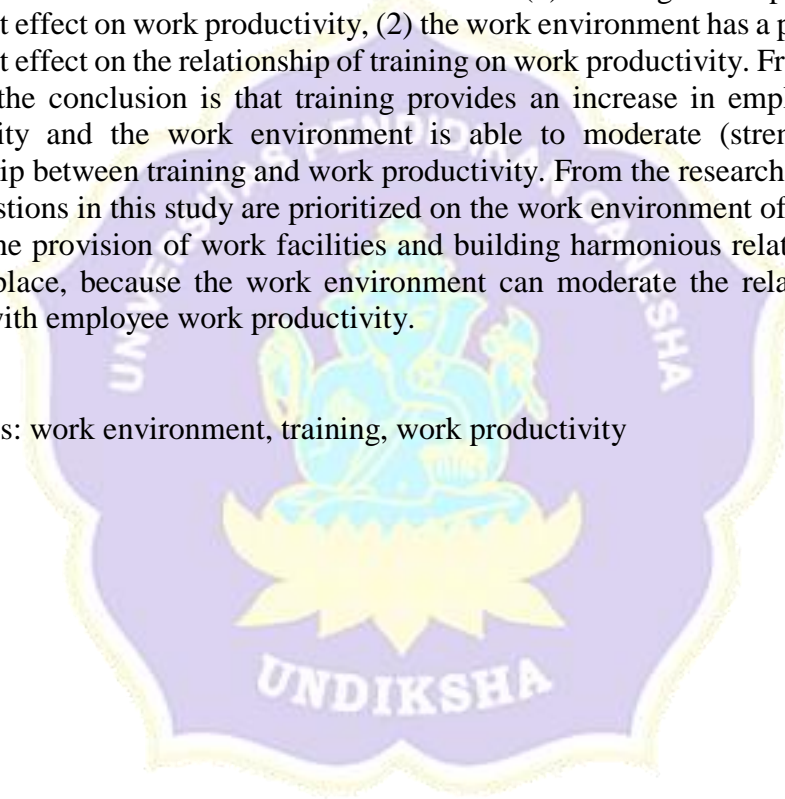 t effect on work productivity, (2) the work environment has a p
t effect on the relationship of training on work productivity. Fr
the conclusion is that training provides an increase in empl
ity and the work environment is able to moderate (stren
ip between training and work productivity. From the research
stions in this study are prioritized on the work environment of
he provision of work facilities and building harmonious relat
place, because the work environment can moderate the rela
with employee work productivity.
s: work environment, training, work productivity
UNIVERSITAS PENDIDIKAN GANESHA
UNDIKSHA